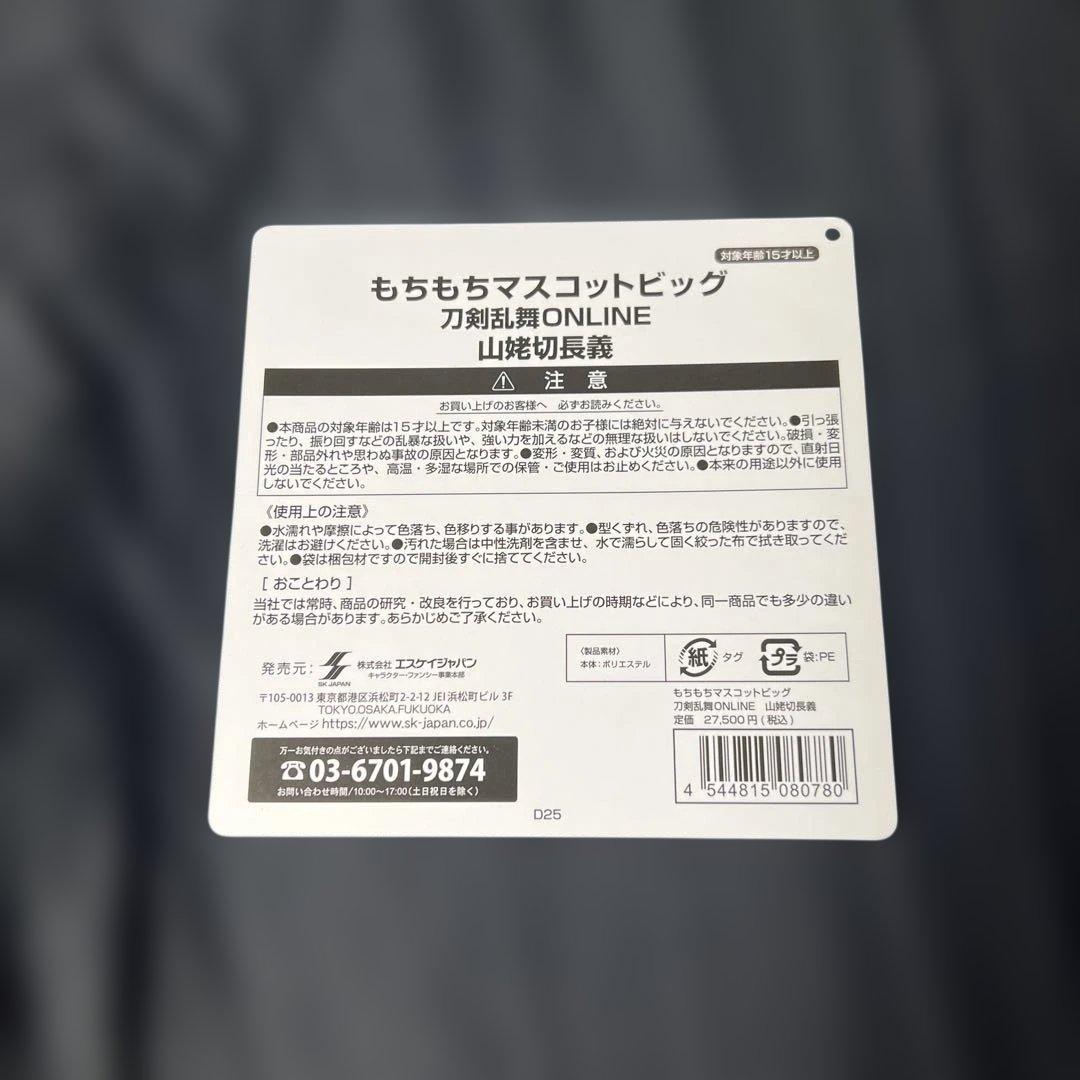 対象年齢15才以上
もちもちマスコットビッグ
刀剣乱舞ONLINE
山姥切長義
⚠ 注意
お買い上げのお客様へ 必ずお読みください。
●本商品の対象年齢は15才以上です。対象年齢未満のお子様には絶対に与えないでください。●引っ張
ったり、振り回すなどの乱暴な扱いや、強い力を加えるなどの無理な扱いはしないでください。破損・変
形・部品外れや思わぬ事故の原因となります。●変形・変質、および火災の原因となりますので、直射日
光の当たるところや、高温・多湿な場所での保管・ご使用はお止めください。●本来の用途以外に使用
しないでください。
《使用上の注意》
●水濡れや摩擦によって色落ち、色移りする事があります。●型くずれ、色落ちの危険性がありますので、
洗濯はお避けください。●汚れた場合は中性洗剤を含ませ、水で濡らして固く絞った布で拭き取ってくだ
さい。●袋は梱包材ですので開封後すぐに捨ててください。
[ おことわり ]
当社では常時、商品の研究・改良を行っており、お買い上げの時期などにより、同一商品でも多少の違い
がある場合があります。あらかじめご了承ください。
発売元: SK JAPAN 株式会社 エスケイジャパン
キャラクター・ファンシー事業本部
〒105-0013 東京都港区浜松町2-2-12 JEI浜松町ビル 3F
TOKYO.OSAKA.FUKUOKA
ホームページ https://www.sk-japan.co.jp/
万一お気付きの点がございましたら下記までご連絡ください。
☎03-6701-9874
お問い合わせ時間/10:00〜17:00(土日祝日を除く)
〈製品素材〉
本体：ポリエステル
紙 タグ
プラ 袋:PE
もちもちマスコットビッグ
刀剣乱舞ONLINE 山姥切長義
定価 27,500円(税込)
4 544815 080780
D25